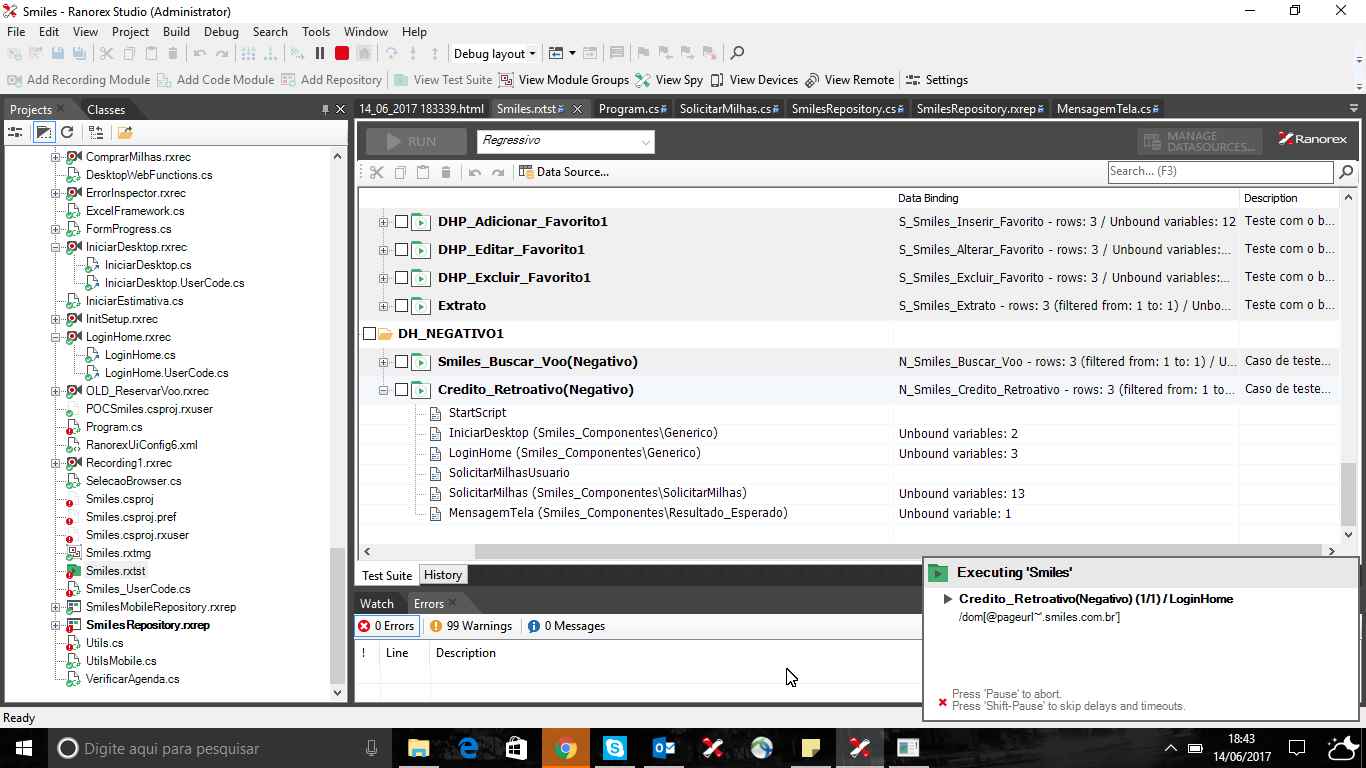 Smiles - Ranorex Studio (Administrator)
File Edit View Project Build Debug Search Tools Window Help
Debug layout
Add Recording Module Add Code Module Add Repository View Test Suite View Module Groups View Spy View Devices View Remote Settings
Projects Classes
14_06_2017 183339.html Smiles.rxtst Program.cs SolicitarMilhas.cs SmilesRepository.cs SmilesRepository.rxrep MensagemTela.cs
RUN Regressivo MANAGE DATASOURCES... Ranorex
Data Source... Search... (F3)
Data Binding Description
ComprarMilhas.rxrec
DesktopWebFunctions.cs
ErrorInspector.rxrec
ExcelFramework.cs
FormProgress.cs
IniciarDesktop.rxrec
IniciarDesktop.cs
IniciarDesktop.UserCode.cs
IniciarEstimativa.cs
InitSetup.rxrec
LoginHome.rxrec
LoginHome.cs
LoginHome.UserCode.cs
OLD_ReservarVoo.rxrec
POCSmiles.csproj.rxuser
Program.cs
RanorexUiConfig6.xml
Recording1.rxrec
SelecaoBrowser.cs
Smiles.csproj
Smiles.csproj.pref
Smiles.csproj.rxuser
Smiles.rxtmg
Smiles.rxtst
Smiles_UserCode.cs
SmilesMobileRepository.rxrep
SmilesRepository.rxrep
Utils.cs
UtilsMobile.cs
VerificarAgenda.cs
DHP_Adicionar_Favorito1 S_Smiles_Inserir_Favorito - rows: 3 / Unbound variables: 12 Teste com o b...
DHP_Editar_Favorito1 S_Smiles_Alterar_Favorito - rows: 3 / Unbound variables:... Teste com o b...
DHP_Excluir_Favorito1 S_Smiles_Excluir_Favorito - rows: 3 / Unbound variables:... Teste com o b...
Extrato S_Smiles_Extrato - rows: 3 (filtered from: 1 to: 1) / Unbo... Teste com o b...
DH_NEGATIVO1
Smiles_Buscar_Voo(Negativo) N_Smiles_Buscar_Voo - rows: 3 (filtered from: 1 to: 1) / U... Caso de teste...
Credito_Retroativo(Negativo) N_Smiles_Credito_Retroativo - rows: 3 (filtered from: 1 to... Caso de teste...
StartScript
IniciarDesktop (Smiles_Componentes\Generico) Unbound variables: 2
LoginHome (Smiles_Componentes\Generico) Unbound variables: 3
SolicitarMilhasUsuario
SolicitarMilhas (Smiles_Componentes\SolicitarMilhas) Unbound variables: 13
MensagemTela (Smiles_Componentes\Resultado_Esperado) Unbound variable: 1
Test Suite History
Watch Errors
0 Errors 99 Warnings 0 Messages
! Line Description
Executing 'Smiles'
Credito_Retroativo(Negativo) (1/1) / LoginHome
/dom[@pageurl~'.smiles.com.br']
Press 'Pause' to abort.
Press 'Shift-Pause' to skip delays and timeouts.
Ready
Digite aqui para pesquisar
18:43
14/06/2017